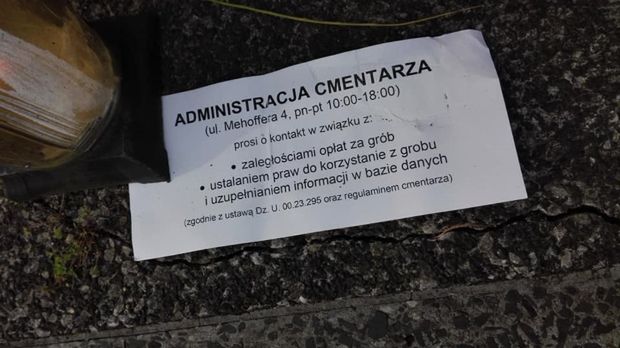 ADMINISTRACJA CMENTARZA
(ul. Mehoffera 4, pn-pt 10:00-18:00)
prosi o kontakt w związku z:
• zaległościami opłat za grób
• ustalaniem praw do korzystanie z grobu
i uzupełnianiem informacji w bazie danych
(zgodnie z ustawą Dz. U. 00.23.295 oraz regulaminem cmentarza)